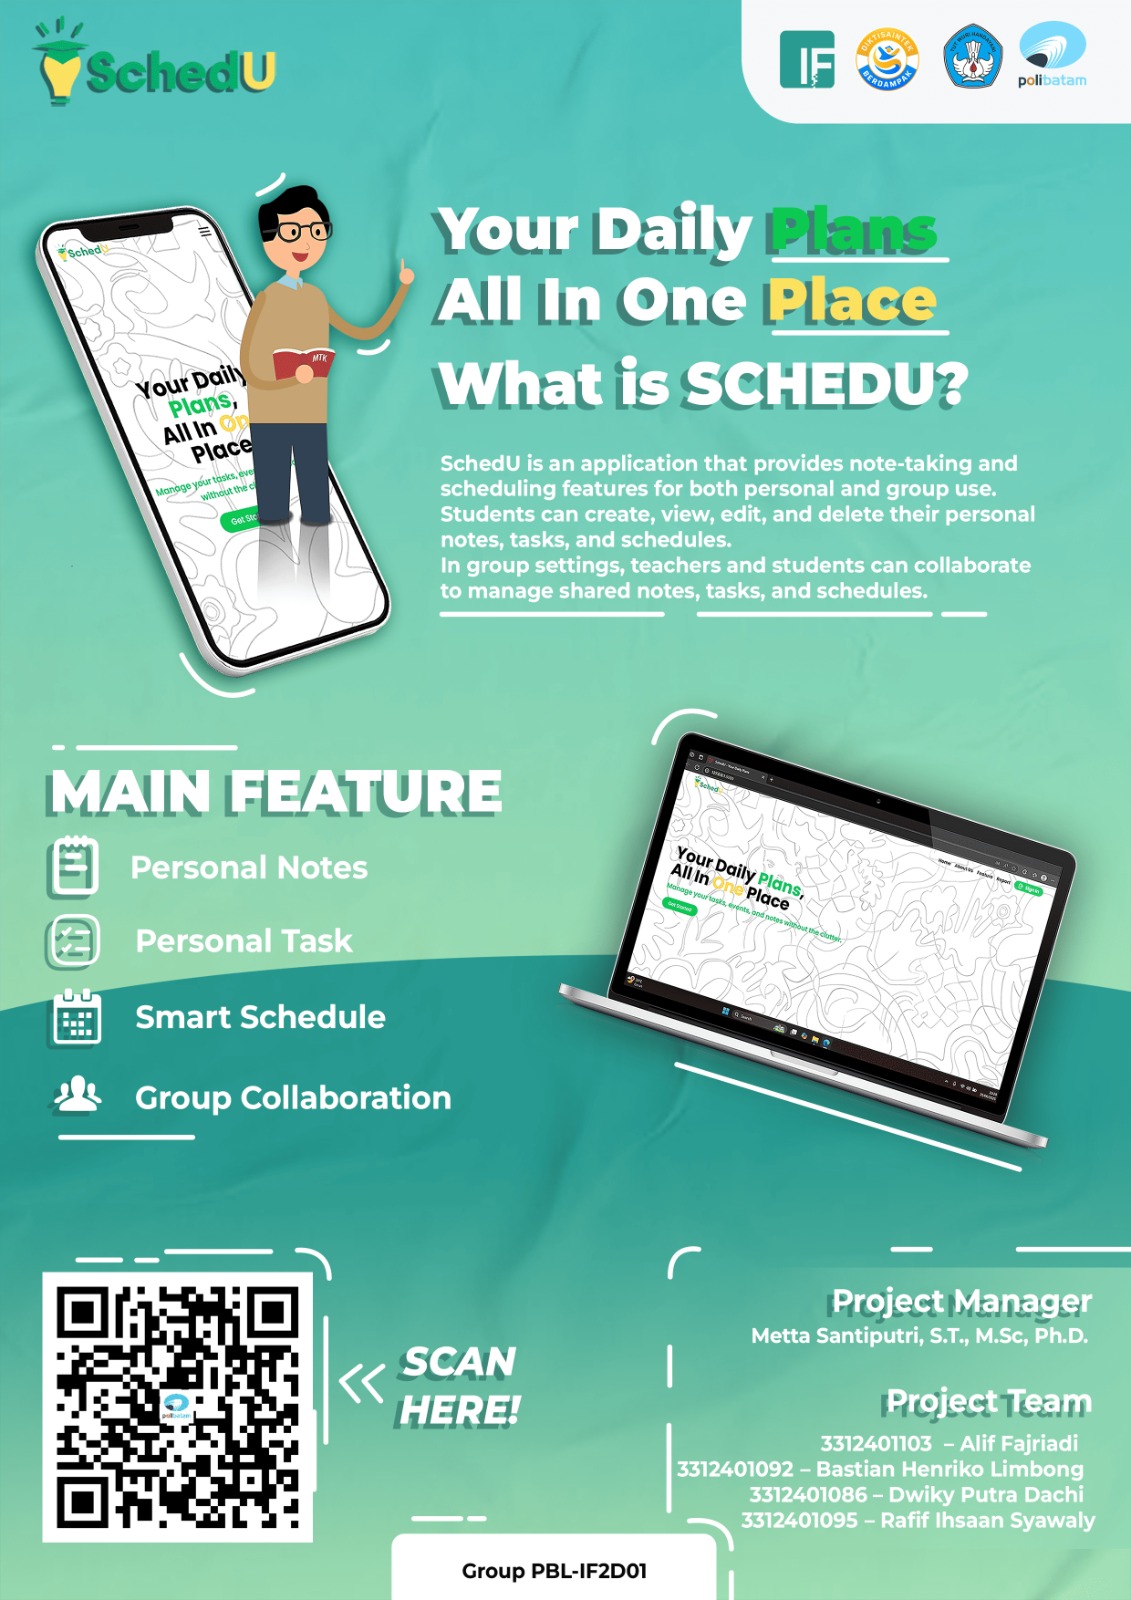 SchedU
IF
DIKTISAINTEK
BERDAMPAK
TUT WURI HANDAYANI
polibatam
Your Daily Plans
All In One Place
What is SCHEDU?
SchedU is an application that provides note-taking and
scheduling features for both personal and group use.
Students can create, view, edit, and delete their personal
notes, tasks, and schedules.
In group settings, teachers and students can collaborate
to manage shared notes, tasks, and schedules.
SchedU
Your Daily
Plans,
All In
Place
Manage your tasks,
without the
Get
MTK
MAIN FEATURE
Personal Notes
Personal Task
Smart Schedule
Group Collaboration
SchedU
Home About Us Feature Report Sign In
Your Daily Plans,
All In One Place
Manage your tasks, events, and notes without the clutter.
Get Started
Search
polibatam
SCAN
HERE!
Project Manager
Metta Santiputri, S.T., M.Sc, Ph.D.
Project Team
3312401103 – Alif Fajriadi
3312401092 – Bastian Henriko Limbong
3312401086 – Dwiky Putra Dachi
3312401095 – Rafif Ihsaan Syawaly
Group PBL-IF2D01